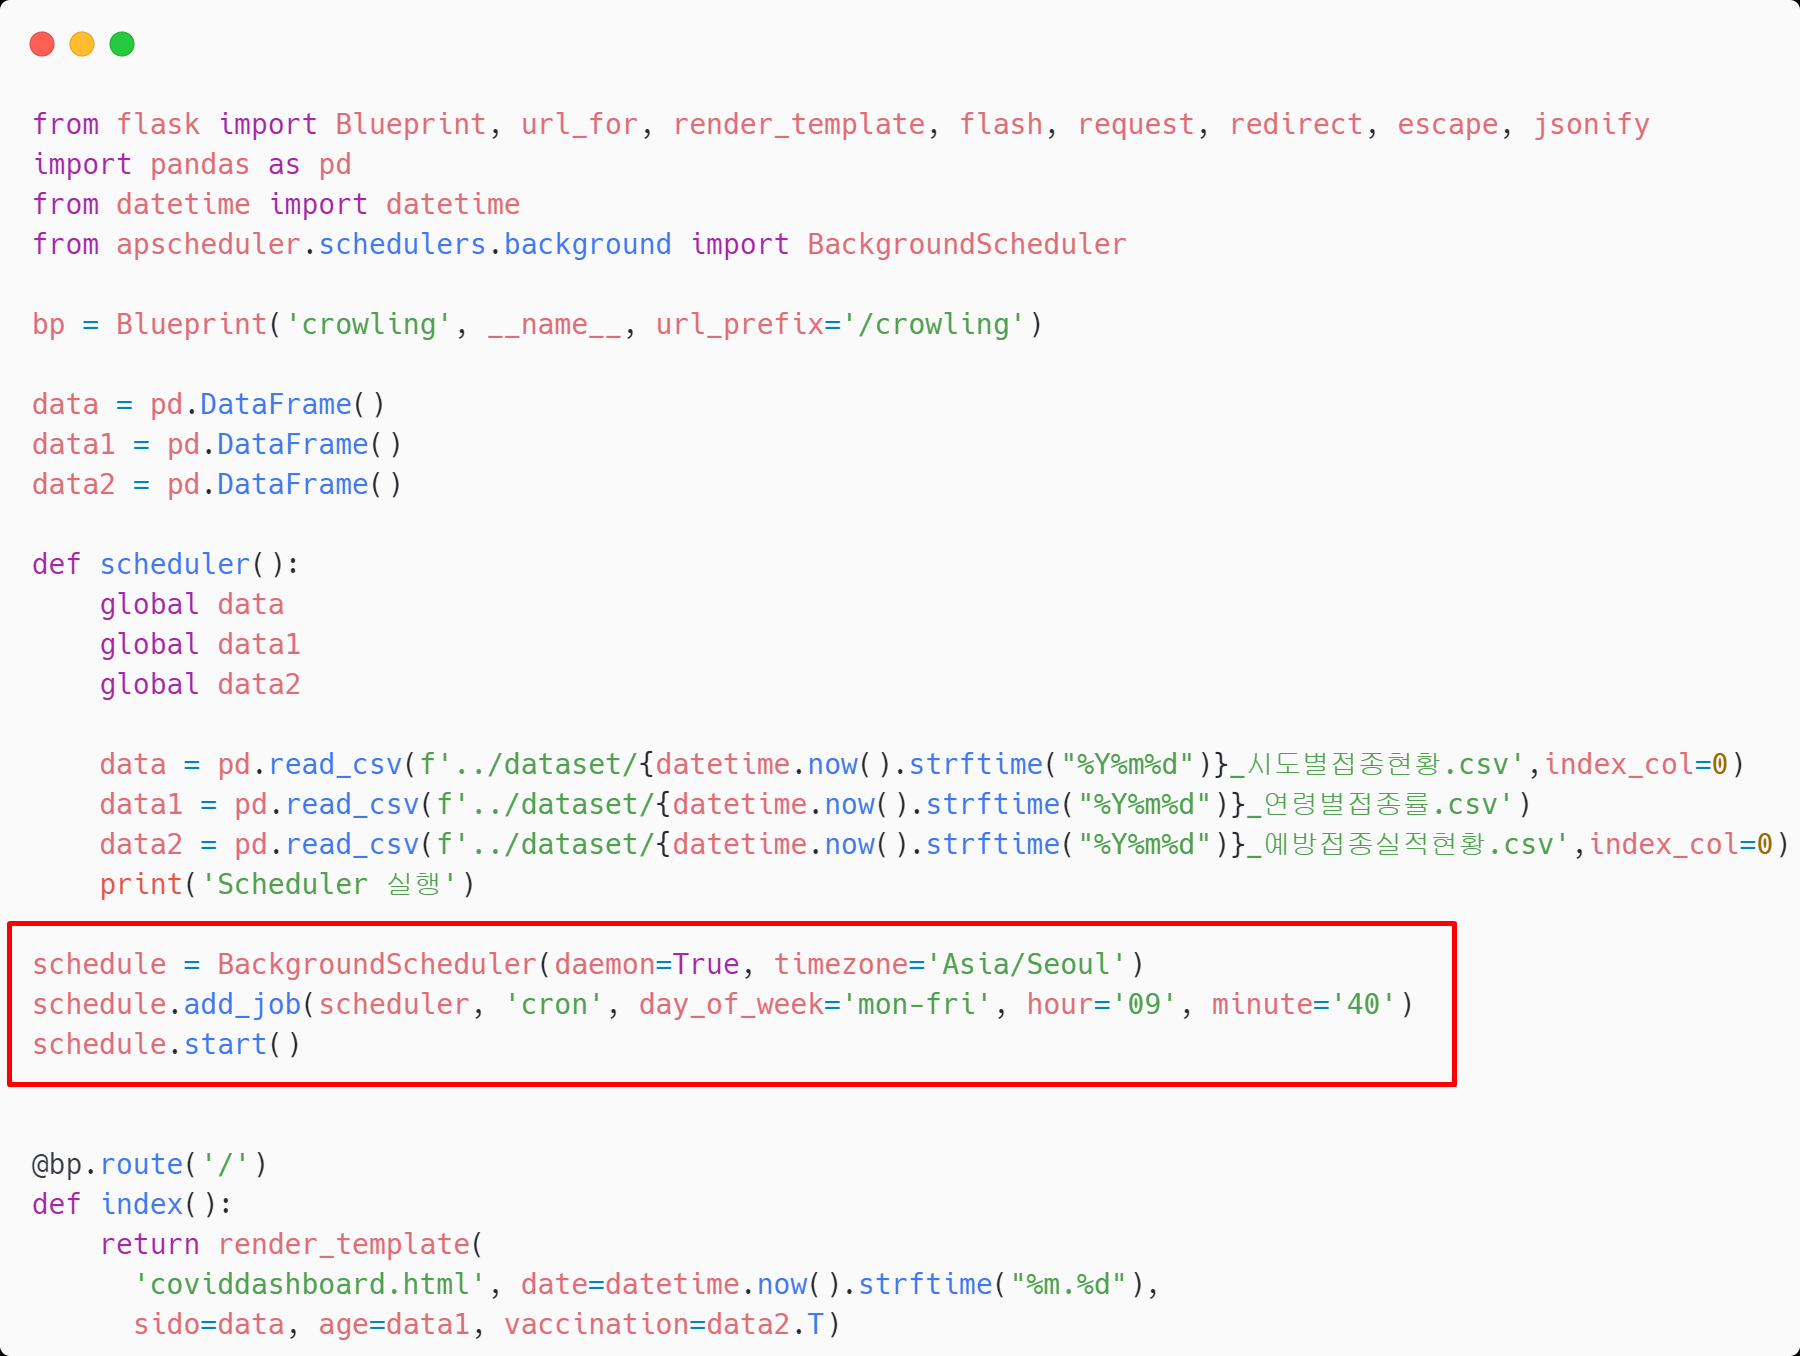 from flask import Blueprint, url_for, render_template, flash, request, redirect, escape, jsonify
import pandas as pd
from datetime import datetime
from apscheduler.schedulers.background import BackgroundScheduler
bp = Blueprint('crowling', __name__, url_prefix='/crowling')
data = pd.DataFrame()
data1 = pd.DataFrame()
data2 = pd.DataFrame()
def scheduler():
    global data
    global data1
    global data2
    data = pd.read_csv(f'../dataset/{datetime.now().strftime("%Y%m%d")}_시도별접종현황.csv',index_col=0)
    data1 = pd.read_csv(f'../dataset/{datetime.now().strftime("%Y%m%d")}_연령별접종률.csv')
    data2 = pd.read_csv(f'../dataset/{datetime.now().strftime("%Y%m%d")}_예방접종실적현황.csv',index_col=0)
    print('Scheduler 실행')
schedule = BackgroundScheduler(daemon=True, timezone='Asia/Seoul')
schedule.add_job(scheduler, 'cron', day_of_week='mon-fri', hour='09', minute='40')
schedule.start()
@bp.route('/')
def index():
    return render_template(
      'coviddashboard.html', date=datetime.now().strftime("%m.%d"),
      sido=data, age=data1, vaccination=data2.T)